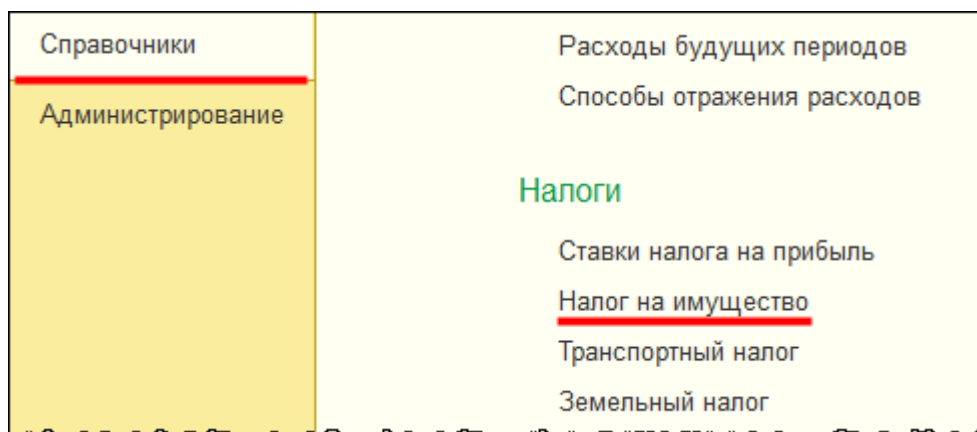 Справочники
Администрирование
Расходы будущих периодов
Способы отражения расходов
Налоги
Ставки налога на прибыль
Налог на имущество
Транспортный налог
Земельный налог